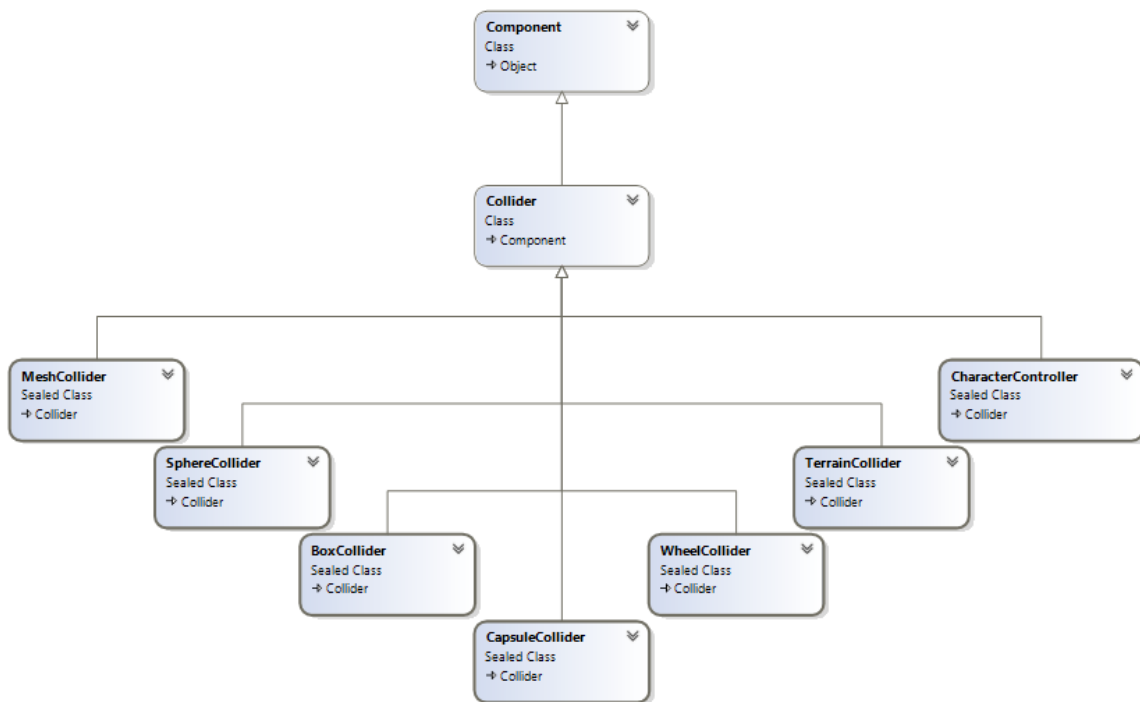 Component
Class
→ Object
Collider
Class
→ Component
MeshCollider
Sealed Class
→ Collider
CharacterController
Sealed Class
→ Collider
SphereCollider
Sealed Class
→ Collider
TerrainCollider
Sealed Class
→ Collider
BoxCollider
Sealed Class
→ Collider
WheelCollider
Sealed Class
→ Collider
CapsuleCollider
Sealed Class
→ Collider